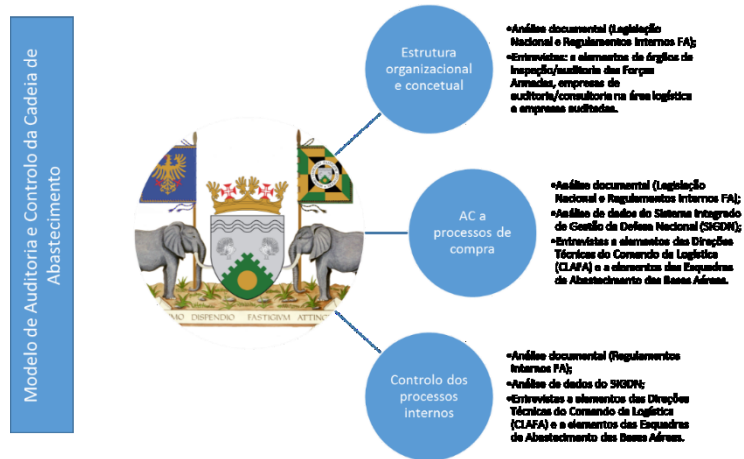 Modelo de Auditoria e Controlo da Cadeia de
Abastecimento
Estrutura
organizacional
e concetual
•Análise documental (Legislação
Nacional e Regulamentos Internos FA);
•Entrevistas: a elementos de órgãos de
inspeção/auditoria das Forças
Armadas, empresas de
auditoria/consultoria na área logística
e empresas auditadas.
AC a
processos de
compra
•Análise documental (Legislação
Nacional e Regulamentos Internos FA);
•Análise de dados do Sistema Integrado
de Gestão da Defesa Nacional (SIGDN);
•Entrevistas a elementos das Direções
Técnicas do Comando da Logística
(CLAFA) e a elementos das Esquadras
de Abastecimento das Bases Aéreas.
Controlo dos
processos
internos
•Análise documental (Regulamentos
Internos FA);
•Análise de dados do SIGDN;
•Entrevistas a elementos das Direções
Técnicas do Comando da Logística
(CLAFA) e a elementos das Esquadras
de Abastecimento das Bases Aéreas.
DISPENDIO FASTIGIVM